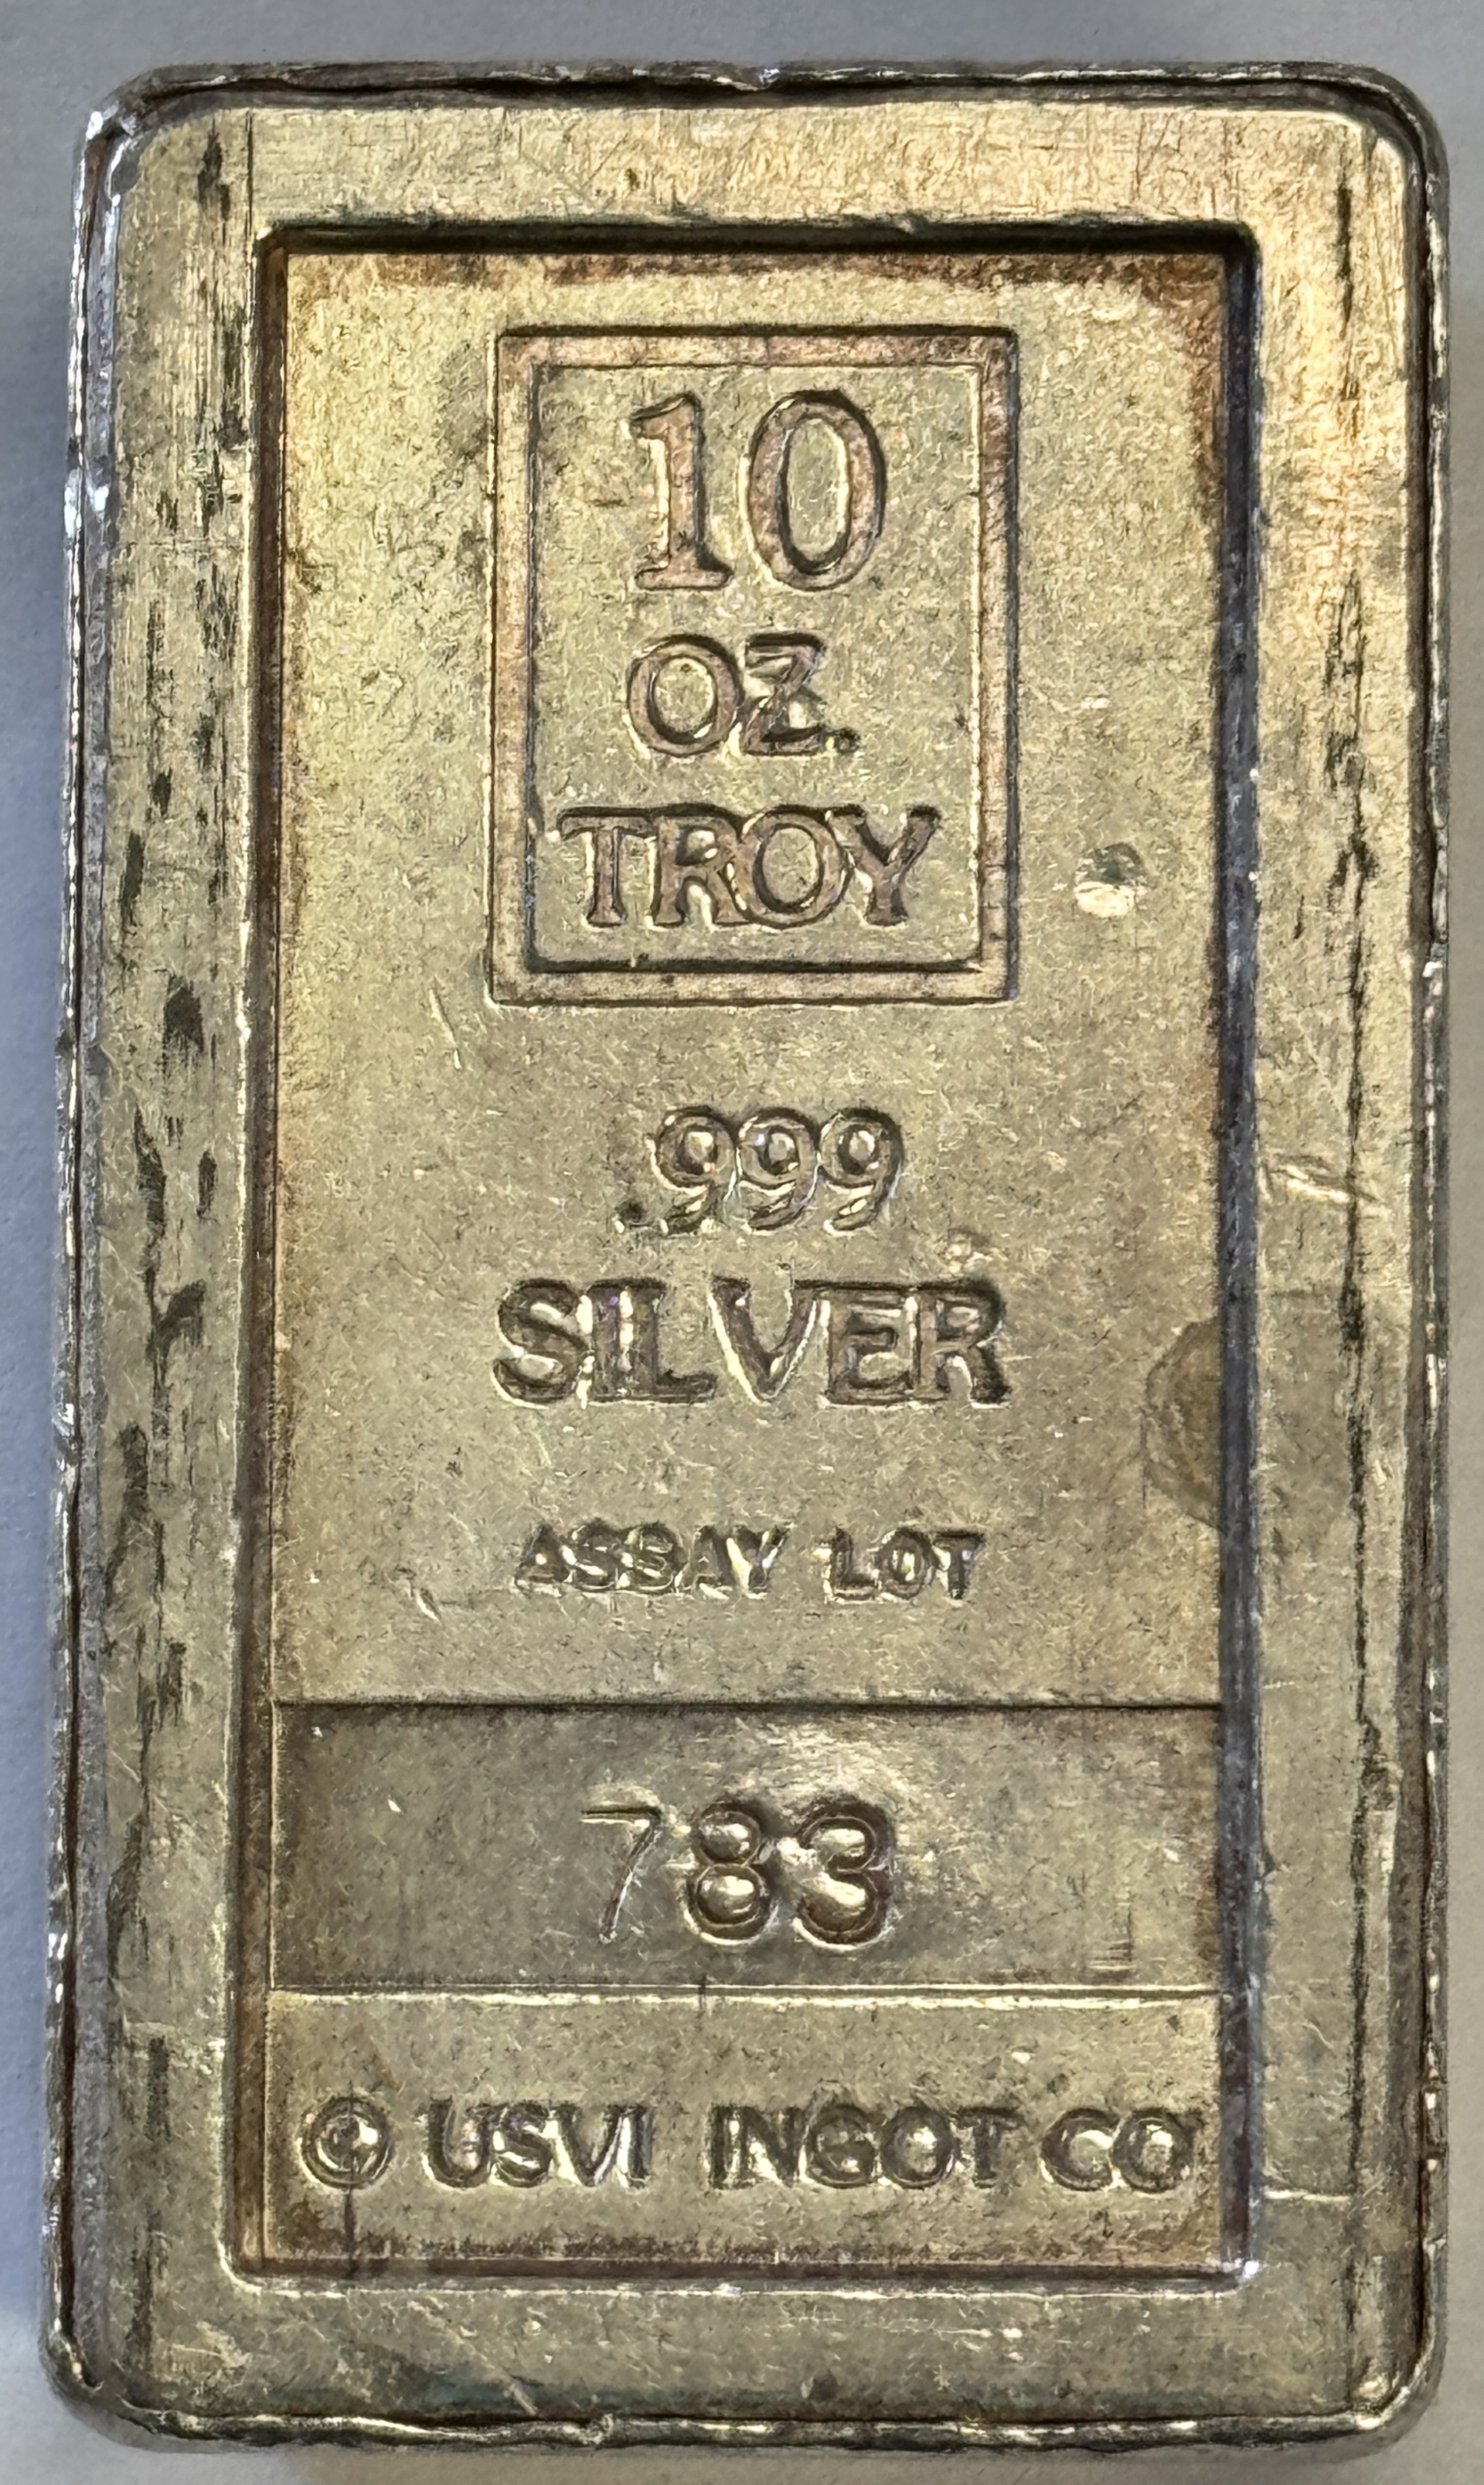 10
OZ.
TROY
.999
SILVER
ASSAY LOT
783
© USVI INGOT CO